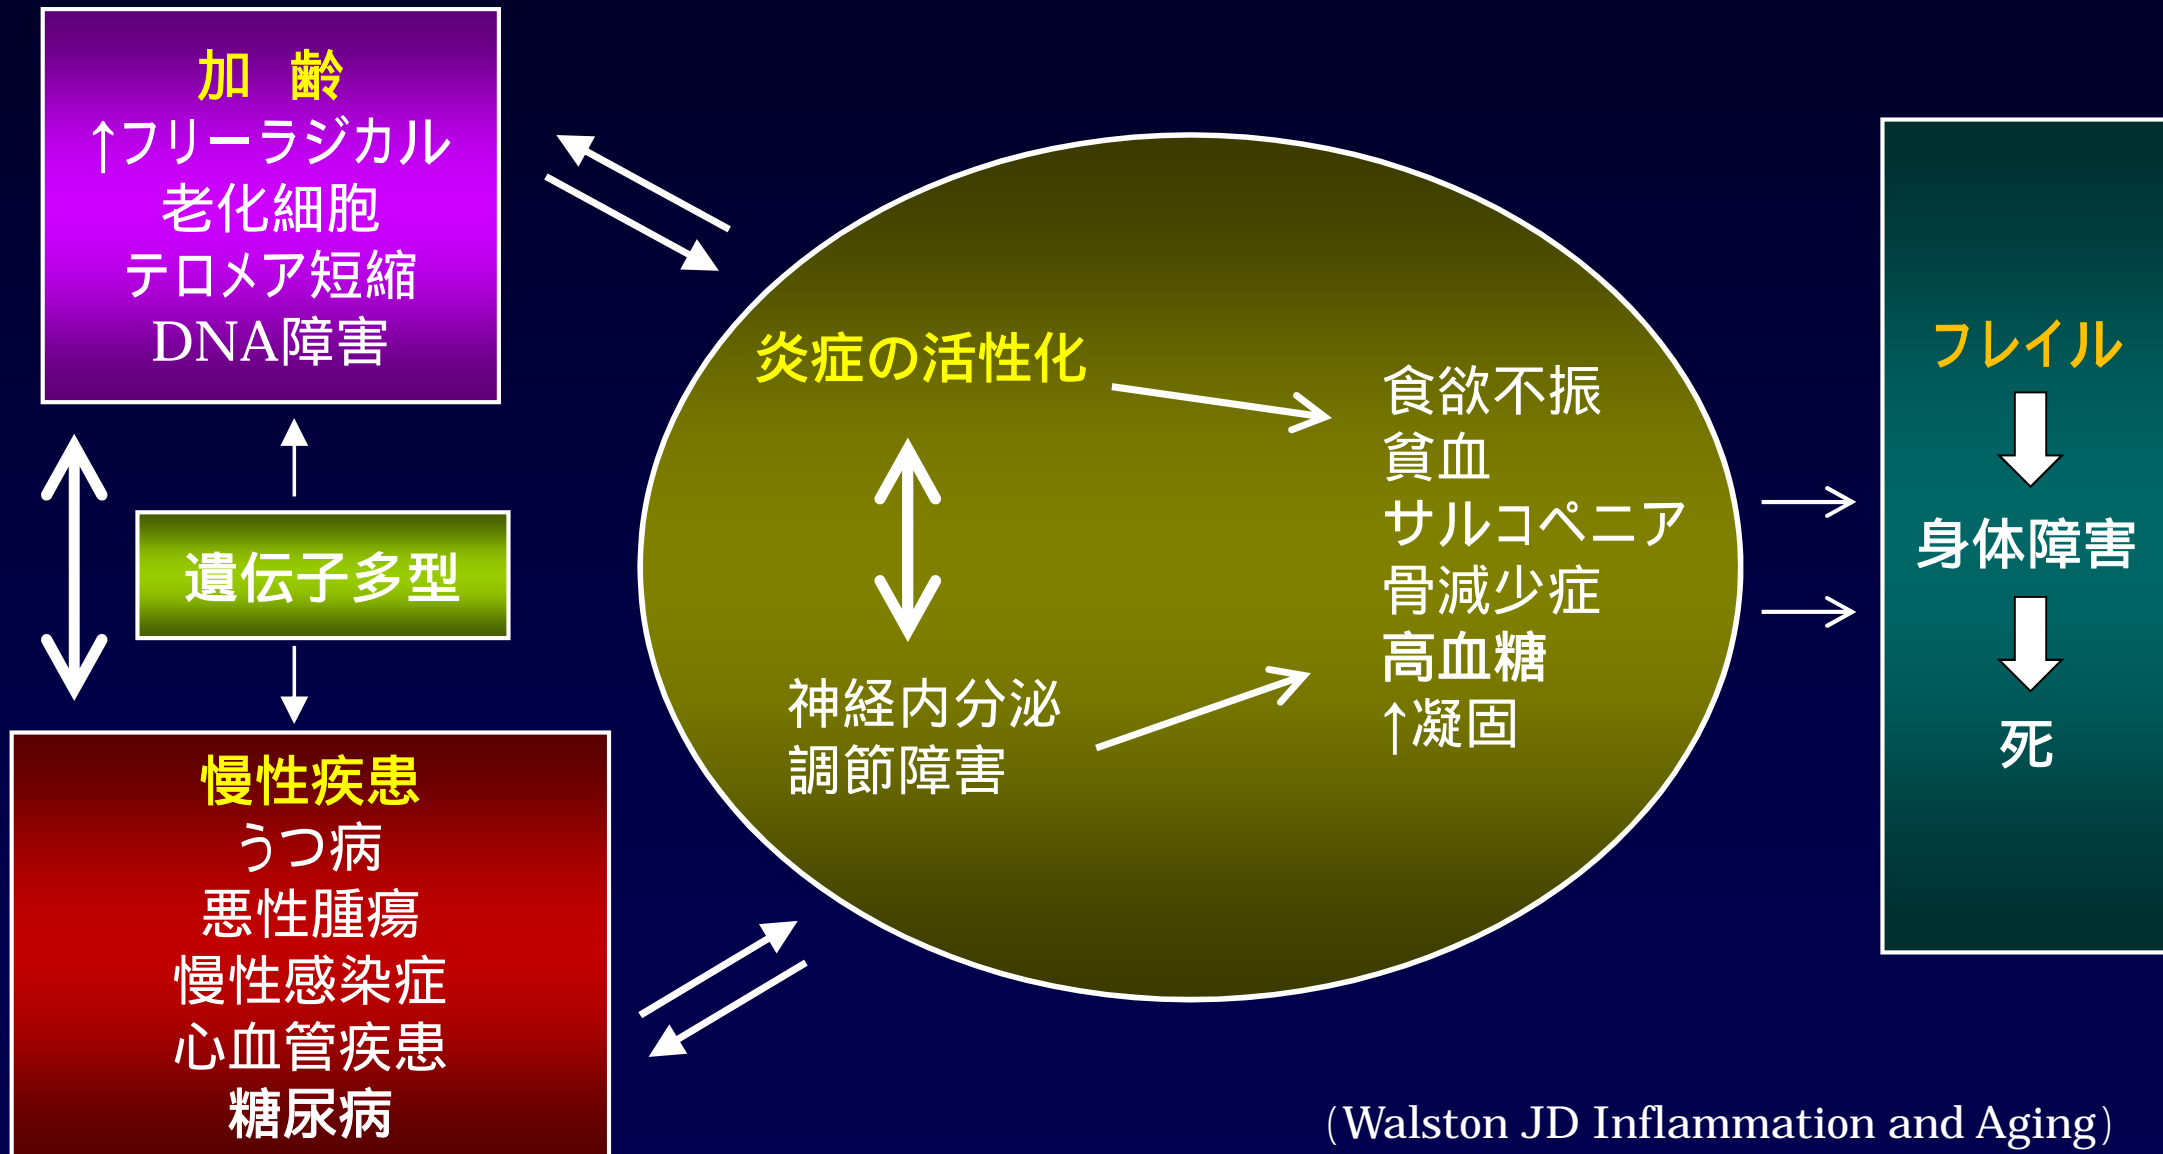 加 齢
↑フリーラジカル
老化細胞
テロメア短縮
DNA障害
遺伝子多型
慢性疾患
うつ病
悪性腫瘍
慢性感染症
心血管疾患
糖尿病
炎症の活性化
神経内分泌
調節障害
食欲不振
貧血
サルコペニア
骨減少症
高血糖
↑凝固
フレイル
身体障害
死
(Walston JD Inflammation and Aging)